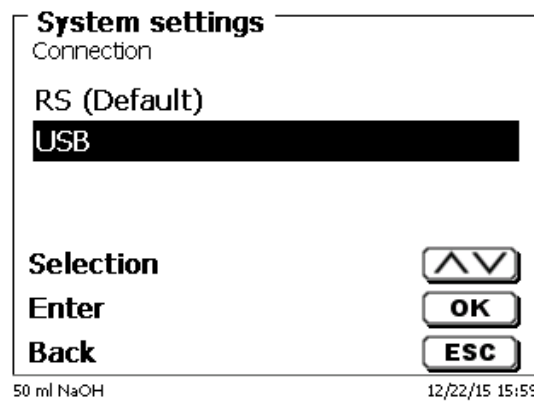 System settings
Connection
RS (Default)
USB
Selection
Enter OK
Back ESC
50 ml NaOH 12/22/15 15:59